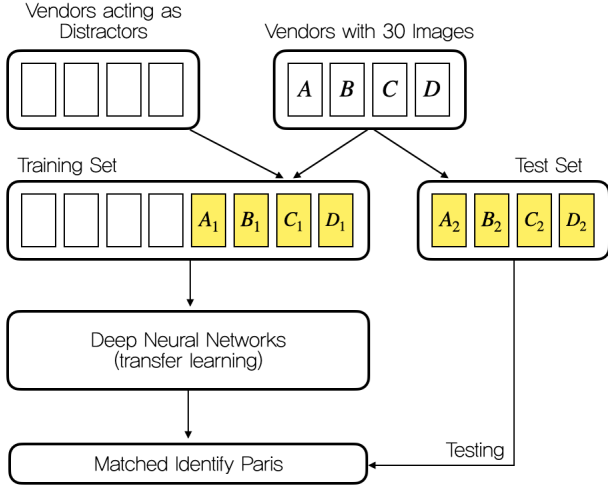 Vendors acting as
Distractors
Vendors with 30 Images
A B C D
Training Set
Test Set
A₁ B₁ C₁ D₁
A₂ B₂ C₂ D₂
Deep Neural Networks
(transfer learning)
Testing
Matched Identify Paris